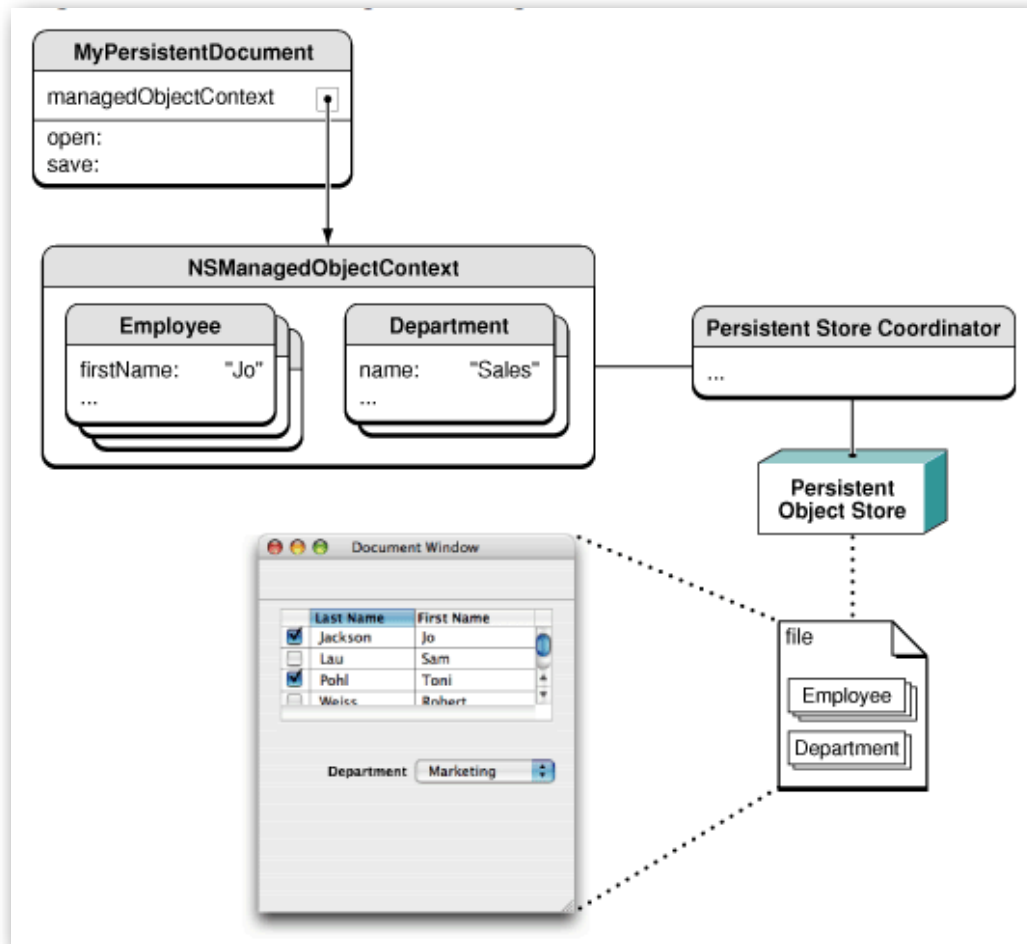 MyPersistentDocument
managedObjectContext
open:
save:
NSManagedObjectContext
Employee
firstName: "Jo"
...
Department
name: "Sales"
...
Persistent Store Coordinator
...
Persistent
Object Store
Document Window
Last Name First Name
Jackson Jo
Lau Sam
Pohl Toni
Weiss Robert
Department Marketing
file
Employee
Department